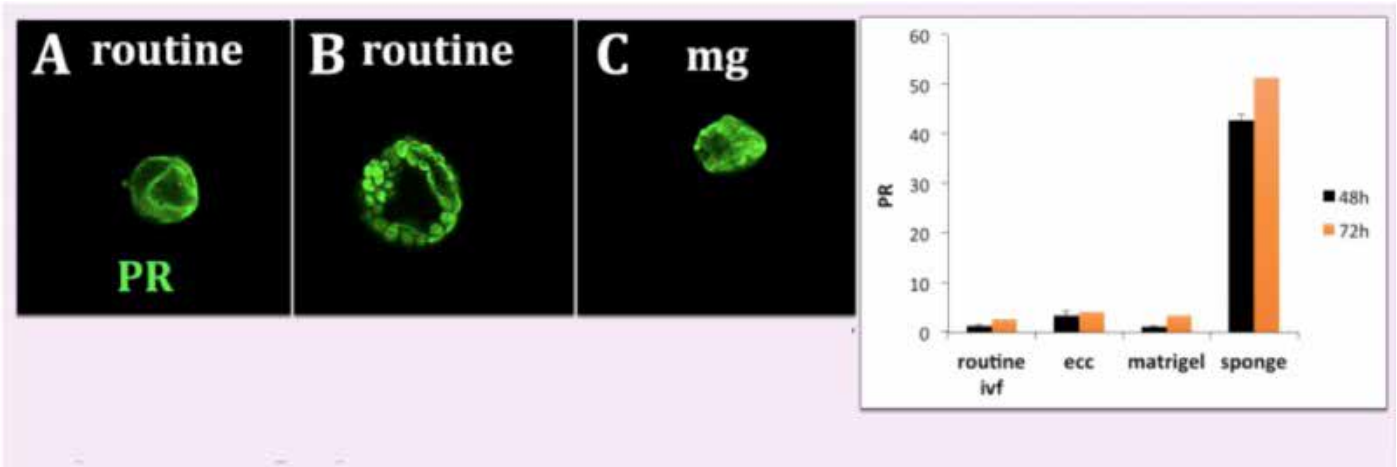 A routine
PR
B routine
C mg
60
50
40
30
20
10
0
PR
routine
ivf
ecc
matrigel
sponge
48h
72h